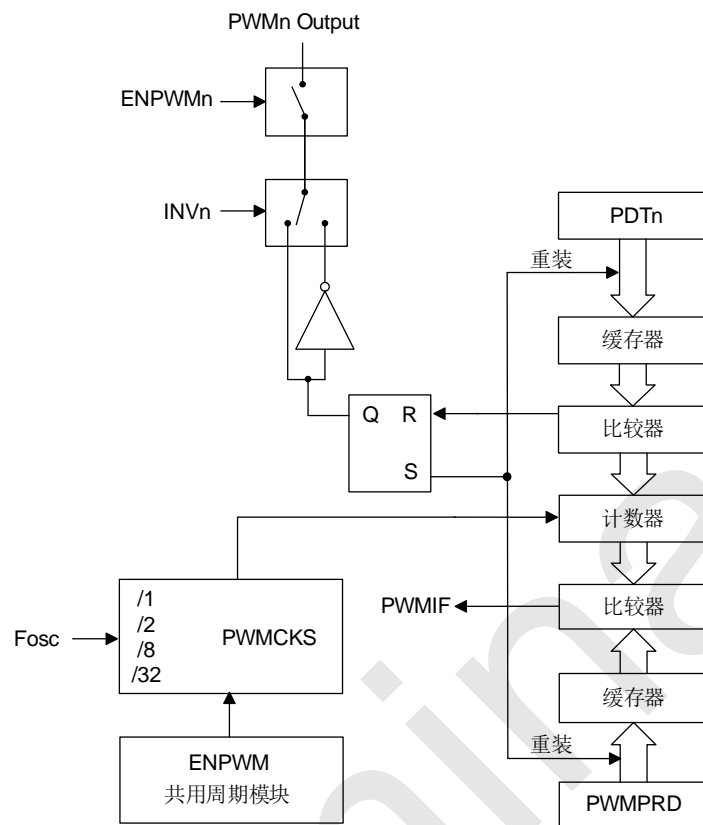 PWMn Output
ENPWMn
INVn
PDTn
重装
缓存器
Q R
S
比较器
计数器
/1
/2
/8
/32
Fosc
PWMCKS
PWMIF
比较器
缓存器
重装
ENPWM
共用周期模块
PWMPRD